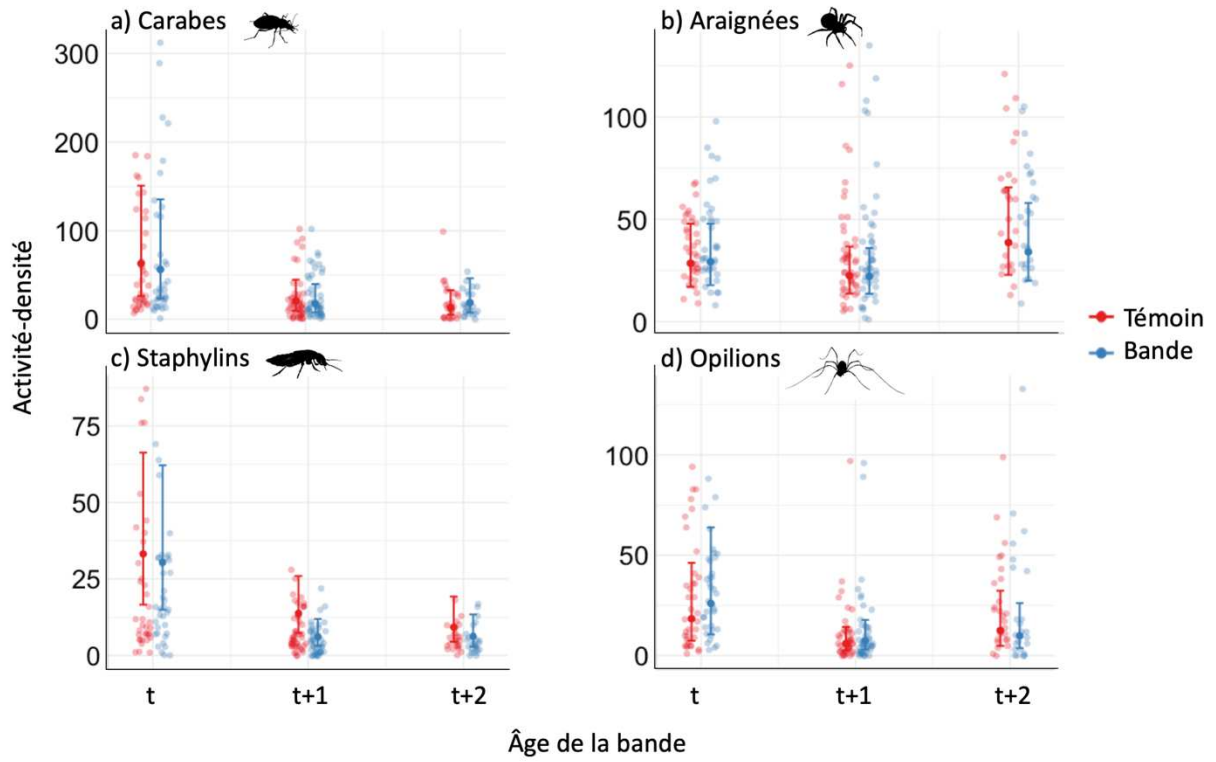 a) Carabes
b) Araignées
300
200
100
0
100
50
0
Activité-densité
Témoin
Bande
c) Staphylins
d) Opilions
75
50
25
0
100
50
0
t
t+1
t+2
t
t+1
t+2
Âge de la bande